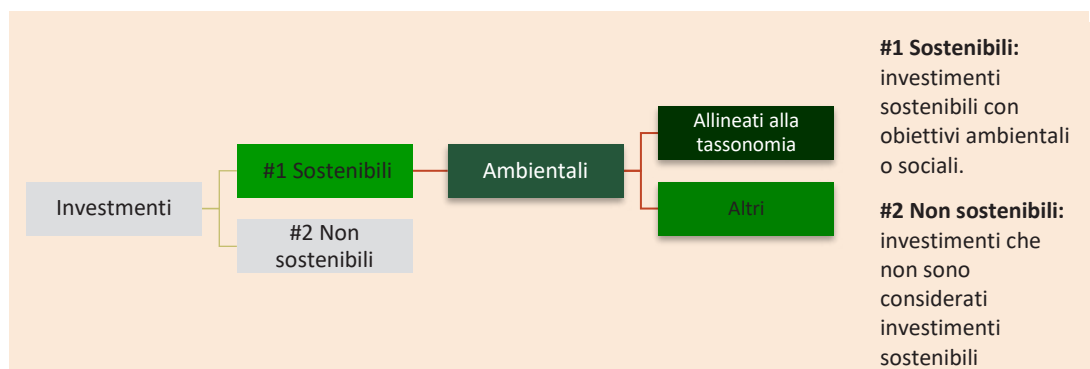 Investmenti
#1 Sostenibili
#2 Non
sostenibili
Ambientali
Allineati alla
tassonomia
Altri
#1 Sostenibili:
investimenti
sostenibili con
obiettivi ambientali
o sociali.
#2 Non sostenibili:
investimenti che
non sono
considerati
investimenti
sostenibili